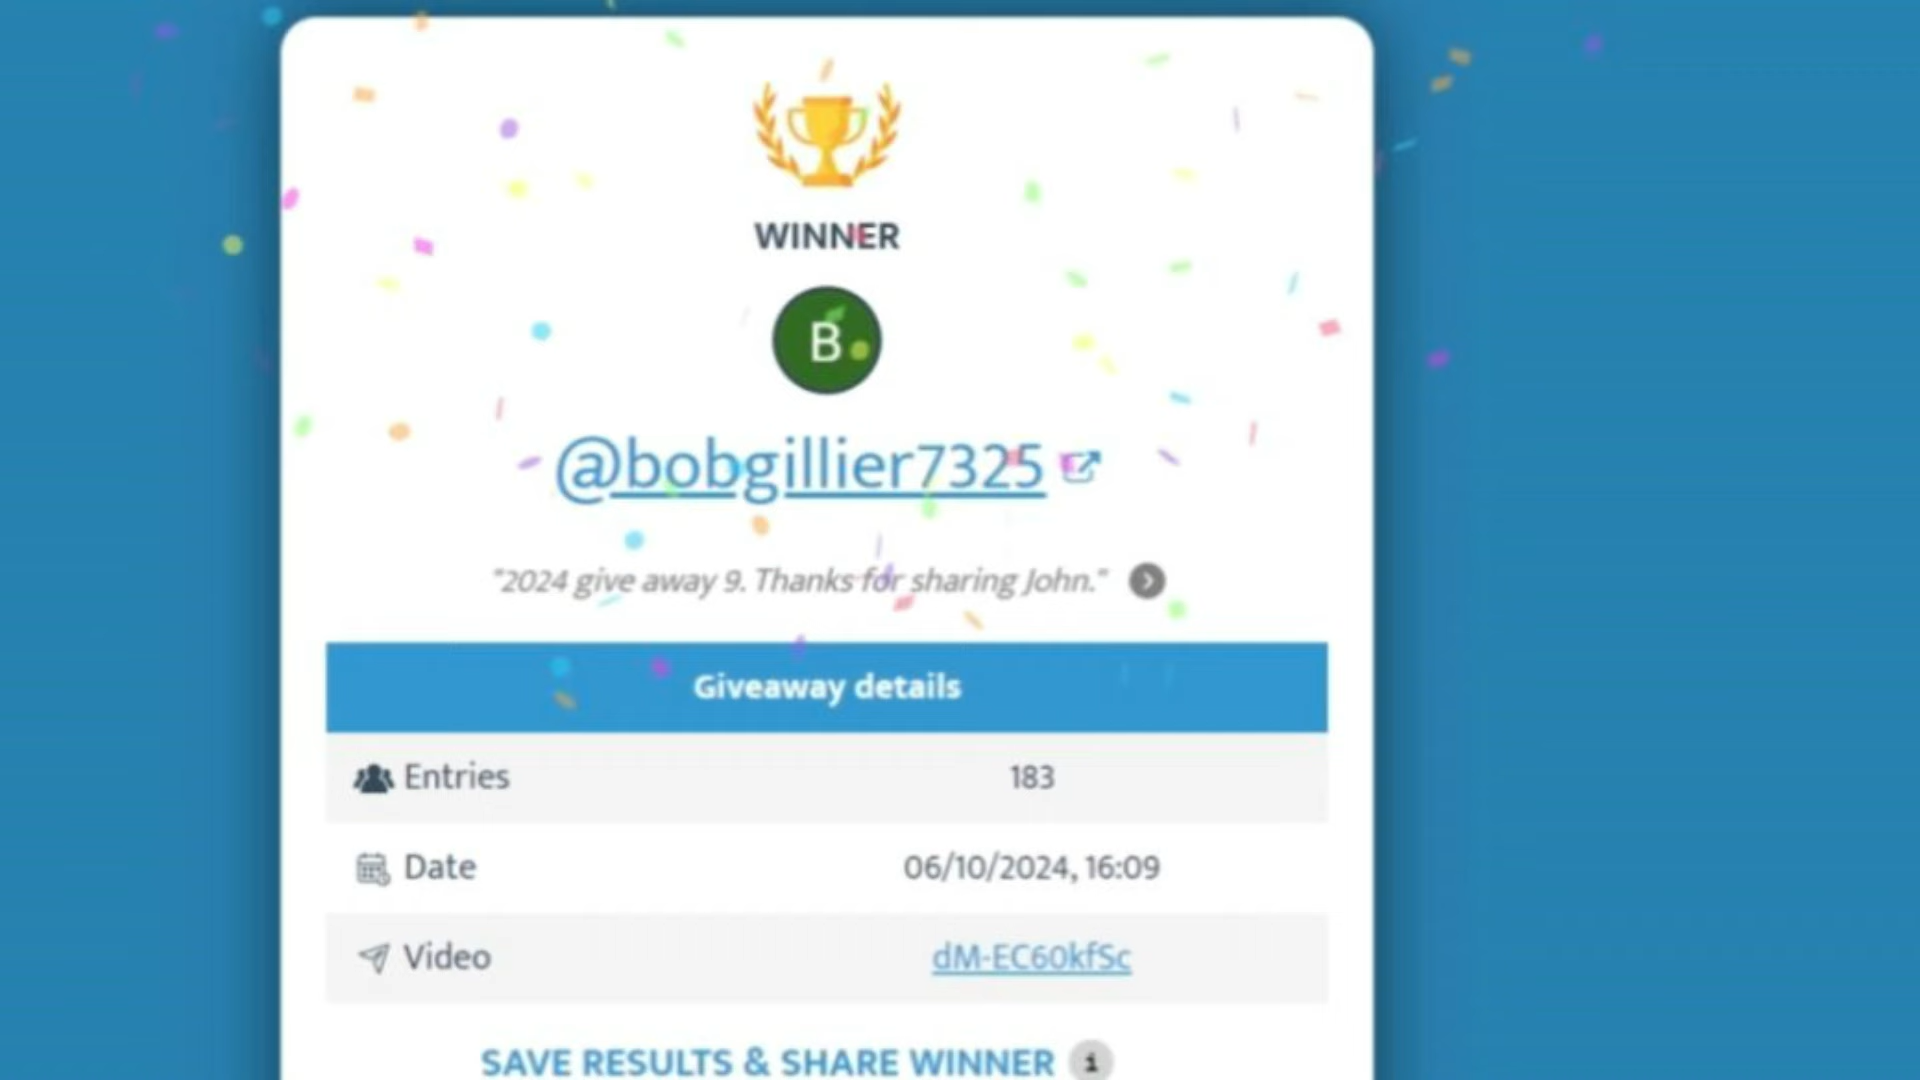 WINNER
B
@bobgillier7325
"2024 give away 9. Thanks for sharing John."
Giveaway details
Entries 183
Date 06/10/2024, 16:09
Video dM-EC60kfSc
SAVE RESULTS & SHARE WINNER i